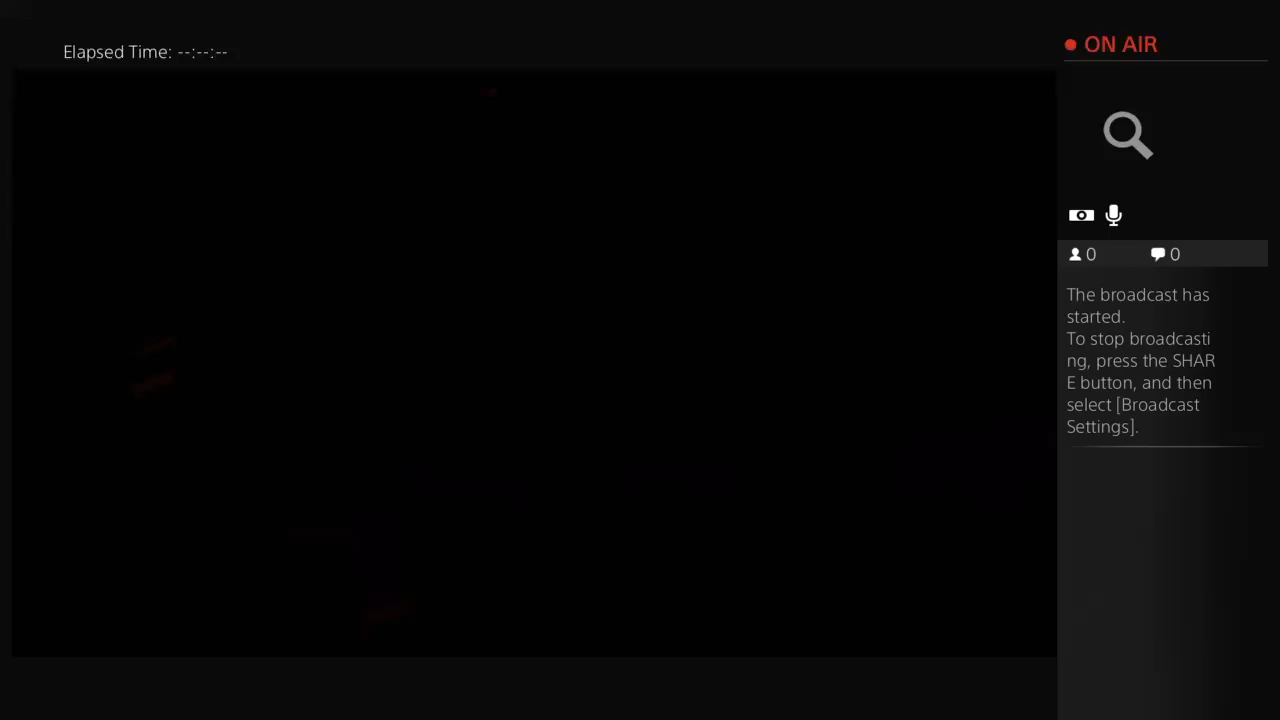 Elapsed Time: --:--:--
ON AIR
0 0
The broadcast has
started.
To stop broadcasti
ng, press the SHAR
E button, and then
select [Broadcast
Settings].